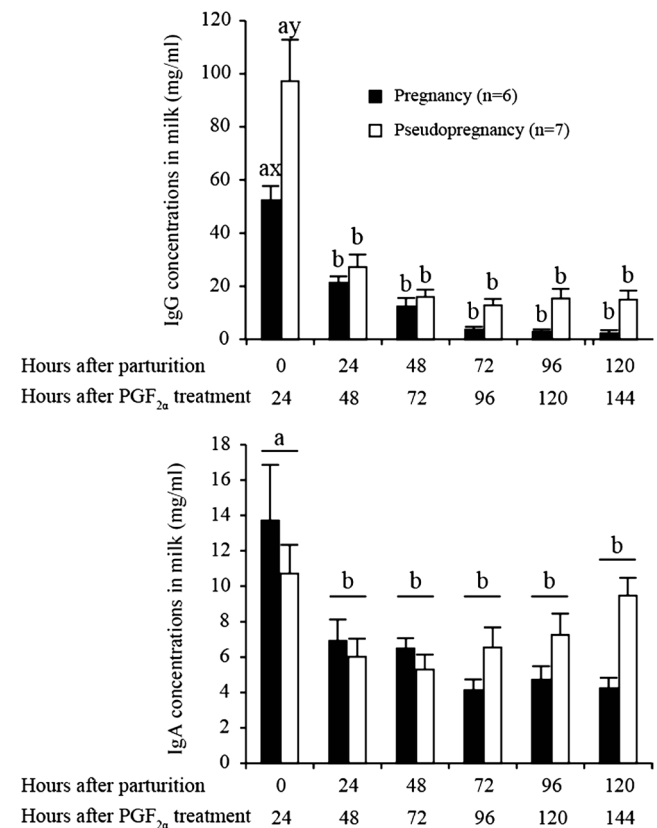 IgG concentrations in milk (mg/ml)
120
100
80
60
40
20
0
ay
ax
Pregnancy (n=6)
Pseudopregnancy (n=7)
b b b b b b b b b b
Hours after parturition 0 24 48 72 96 120
Hours after PGF2α treatment 24 48 72 96 120 144
IgA concentrations in milk (mg/ml)
18
16
14
12
10
8
6
4
2
0
a b b b b b
Hours after parturition 0 24 48 72 96 120
Hours after PGF2α treatment 24 48 72 96 120 144